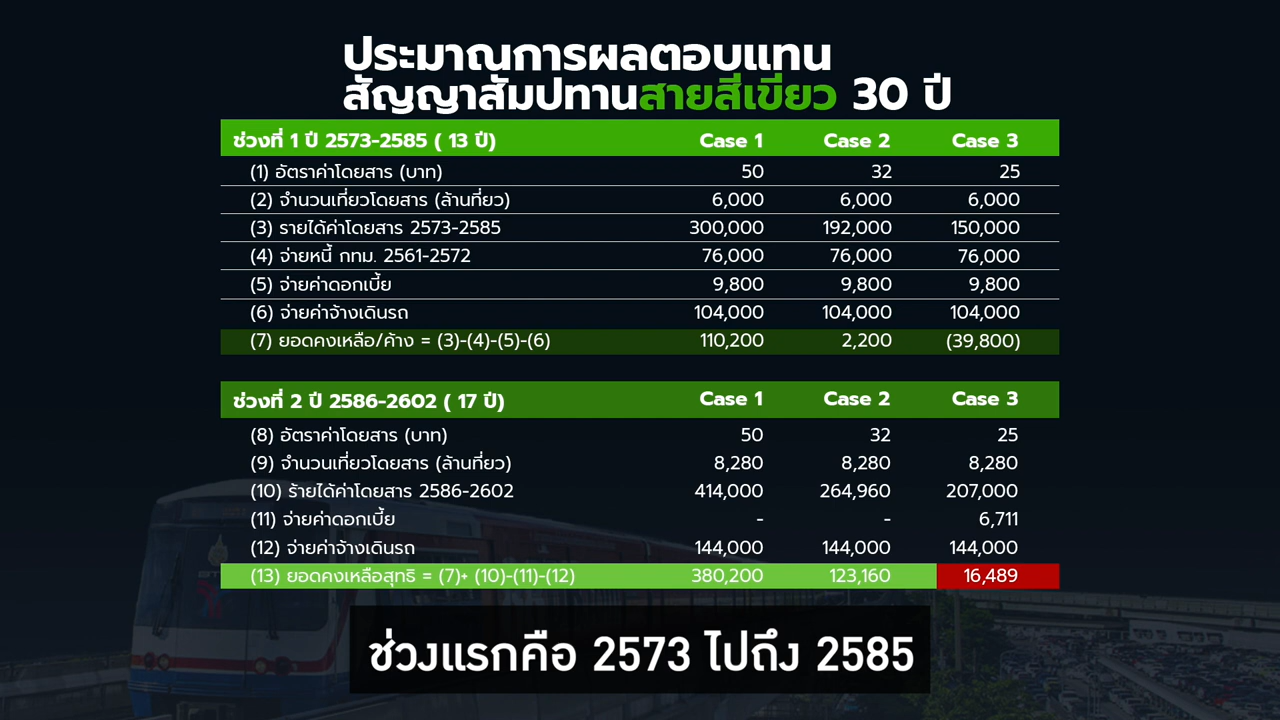 ประมาณการผลตอบแทน
สัญญาสัมปทานสายสีเขียว 30 ปี
ช่วงที่ 1 ปี 2573-2585 ( 13 ปี) Case 1 Case 2 Case 3
(1) อัตราค่าโดยสาร (บาท) 50 32 25
(2) จำนวนเที่ยวโดยสาร (ล้านที่ยว) 6,000 6,000 6,000
(3) รายได้ค่าโดยสาร 2573-2585 300,000 192,000 150,000
(4) จ่ายหนี้ กทม. 2561-2572 76,000 76,000 76,000
(5) จ่ายค่าดอกเบี้ย 9,800 9,800 9,800
(6) จ่ายค่าจ้างเดินรถ 104,000 104,000 104,000
(7) ยอดคงเหลือ/ค้าง = (3)-(4)-(5)-(6) 110,200 2,200 (39,800)
ช่วงที่ 2 ปี 2586-2602 ( 17 ปี) Case 1 Case 2 Case 3
(8) อัตราค่าโดยสาร (บาท) 50 32 25
(9) จำนวนเที่ยวโดยสาร (ล้านที่ยว) 8,280 8,280 8,280
(10) ร้ายได้ค่าโดยสาร 2586-2602 414,000 264,960 207,000
(11) จ่ายค่าดอกเบี้ย - - 6,711
(12) จ่ายค่าจ้างเดินรถ 144,000 144,000 144,000
(13) ยอดคงเหลือสุทธิ = (7)+ (10)-(11)-(12) 380,200 123,160 16,489
ช่วงแรกคือ 2573 ไปถึง 2585